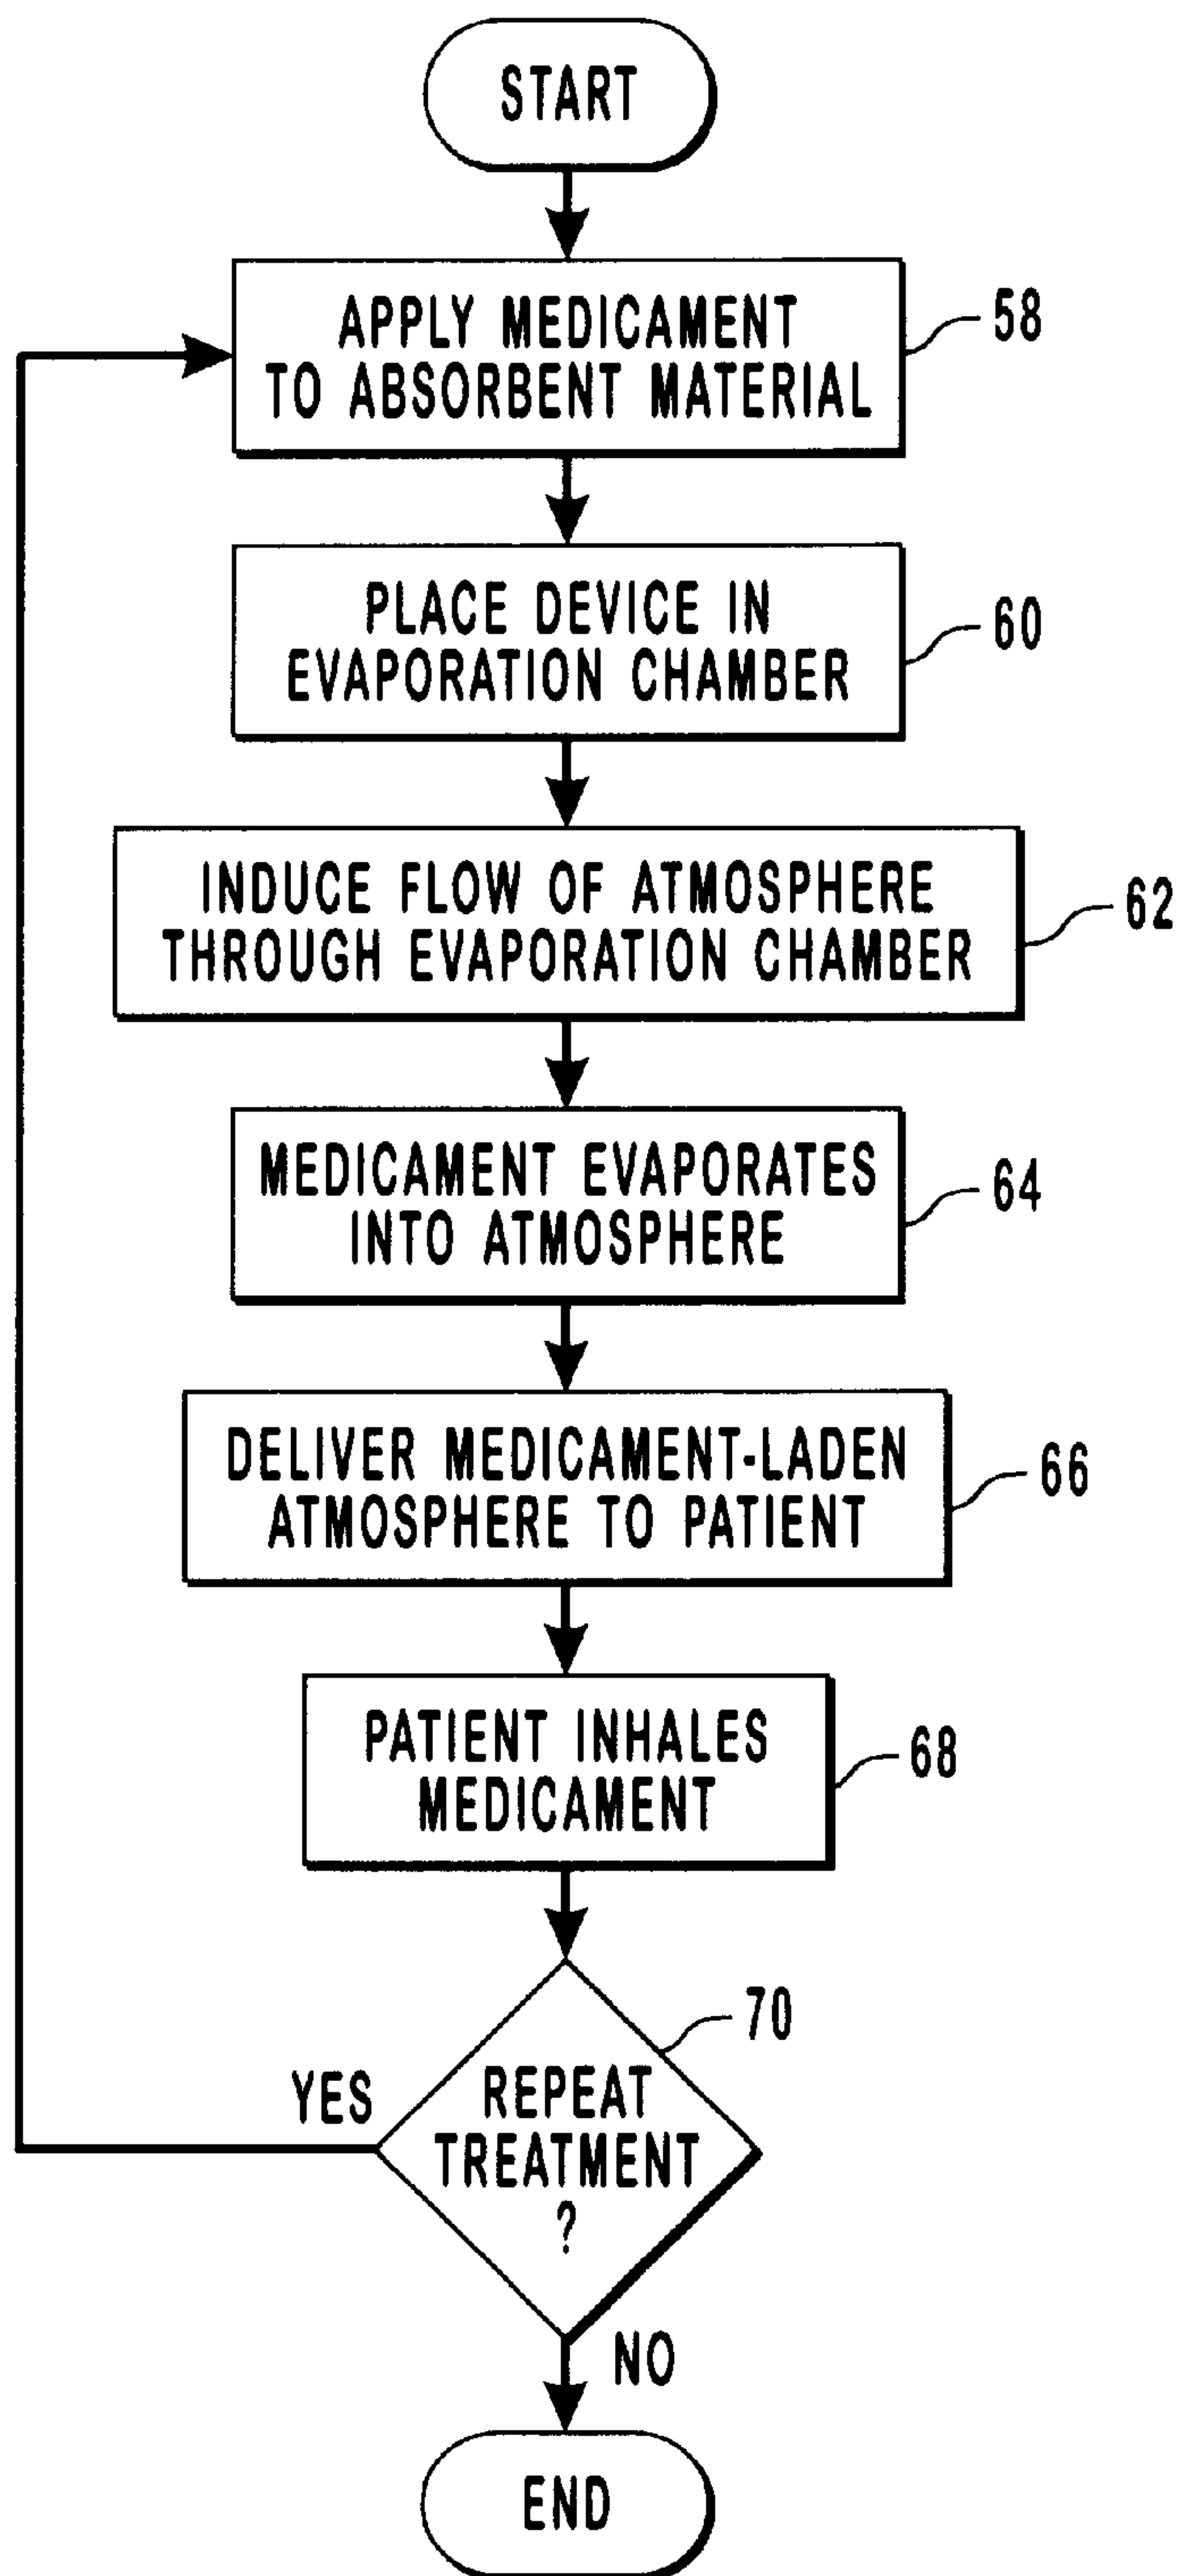 START
APPLY MEDICAMENT
TO ABSORBENT MATERIAL
58
PLACE DEVICE IN
EVAPORATION CHAMBER
60
INDUCE FLOW OF ATMOSPHERE
THROUGH EVAPORATION CHAMBER
62
MEDICAMENT EVAPORATES
INTO ATMOSPHERE
64
DELIVER MEDICAMENT-LADEN
ATMOSPHERE TO PATIENT
66
PATIENT INHALES
MEDICAMENT
68
70
REPEAT
TREATMENT
?
YES
NO
END